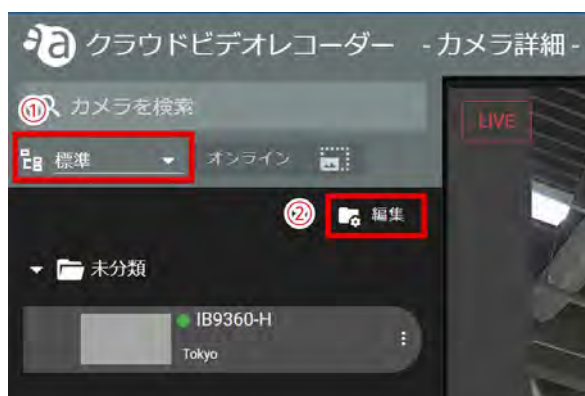 クラウドビデオレコーダー - カメラ詳細 -
① カメラを検索
LIVE
標準 オンライン
② 編集
未分類
IB9360-H
Tokyo